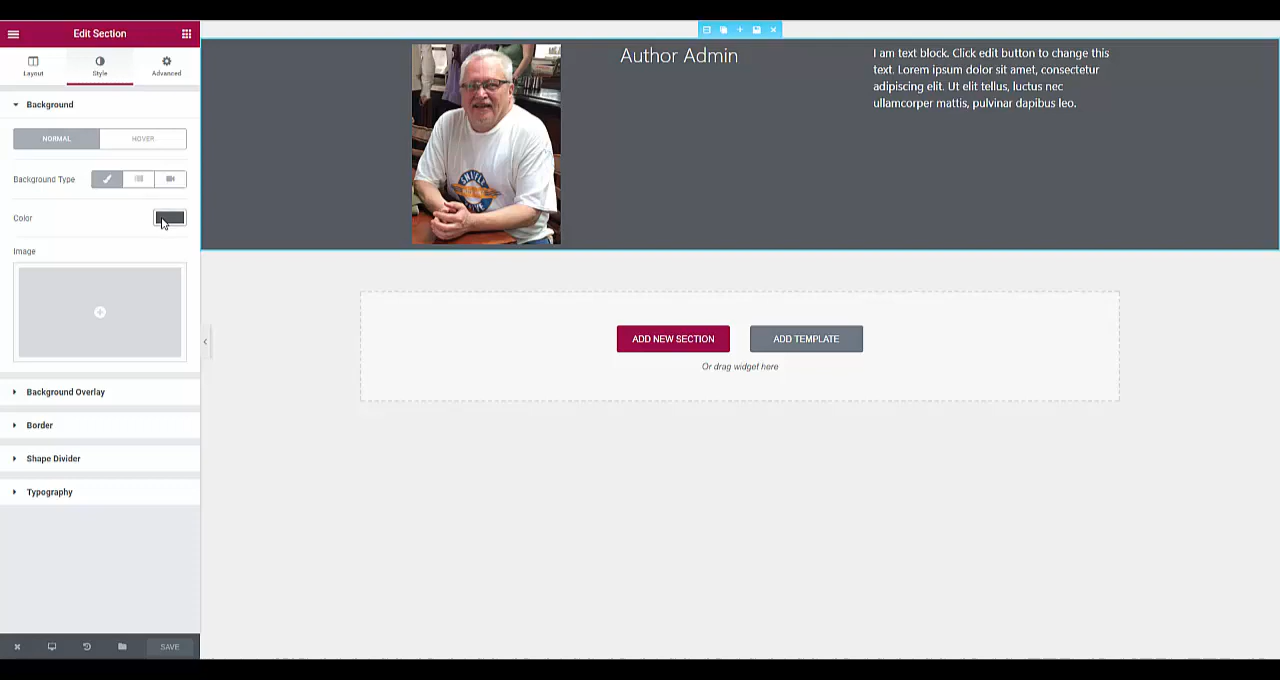 Edit Section
Layout
Style
Advanced
Background
NORMAL
HOVER
Background Type
Color
Image
Background Overlay
Border
Shape Divider
Typography
SAVE
Author Admin
I am text block. Click edit button to change this
text. Lorem ipsum dolor sit amet, consectetur
adipiscing elit. Ut elit tellus, luctus nec
ullamcorper mattis, pulvinar dapibus leo.
ADD NEW SECTION
ADD TEMPLATE
Or drag widget here